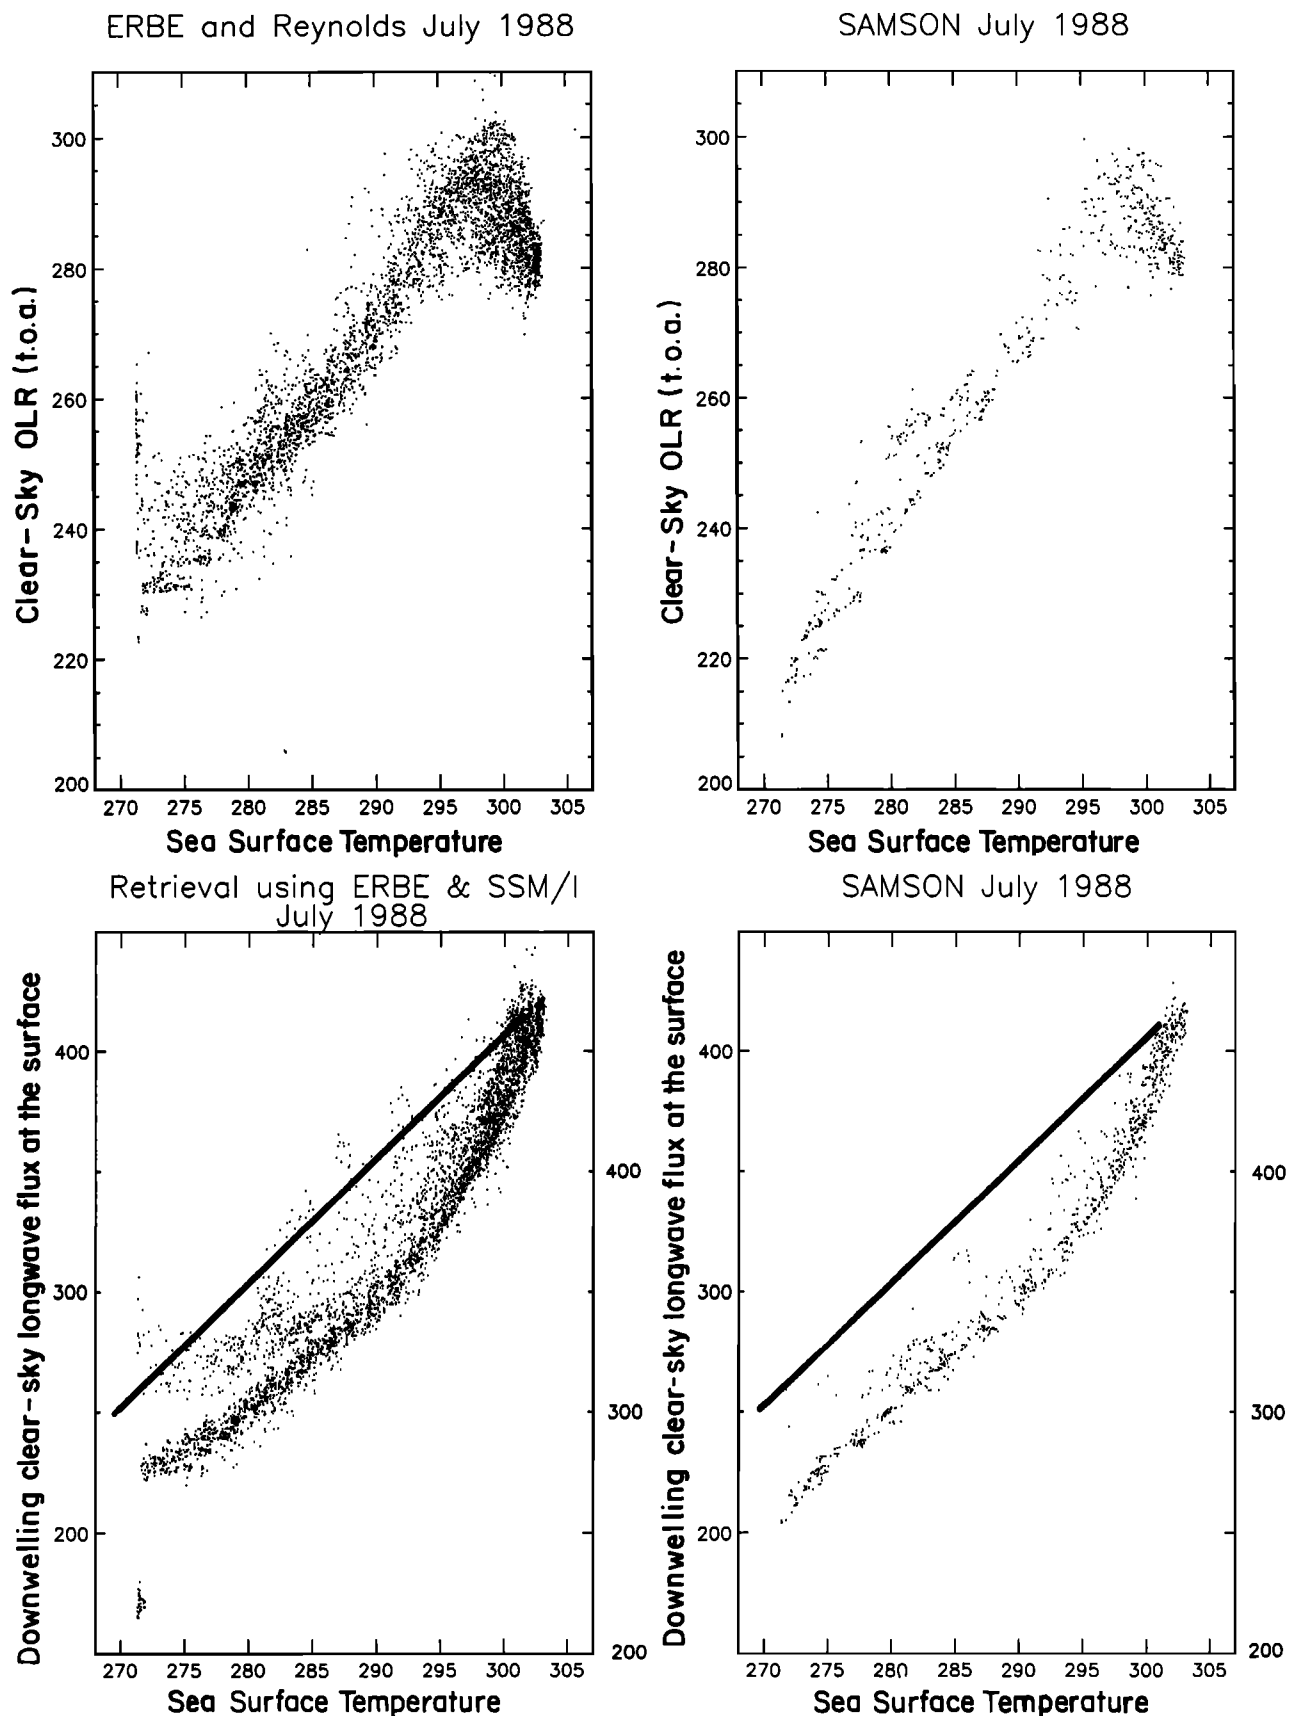 ERBE and Reynolds July 1988
Clear-Sky OLR (t.o.a.)
300
280
260
240
220
200
270 275 280 285 290 295 300 305
Sea Surface Temperature
SAMSON July 1988
Clear-Sky OLR (t.o.a.)
300
280
260
240
220
200
270 275 280 285 290 295 300 305
Sea Surface Temperature
Retrieval using ERBE & SSM/I
July 1988
Downwelling clear-sky longwave flux at the surface
400
300
200
400
300
200
270 275 280 285 290 295 300 305
Sea Surface Temperature
SAMSON July 1988
Downwelling clear-sky longwave flux at the surface
400
300
200
400
300
200
270 275 280 285 290 295 300 305
Sea Surface Temperature